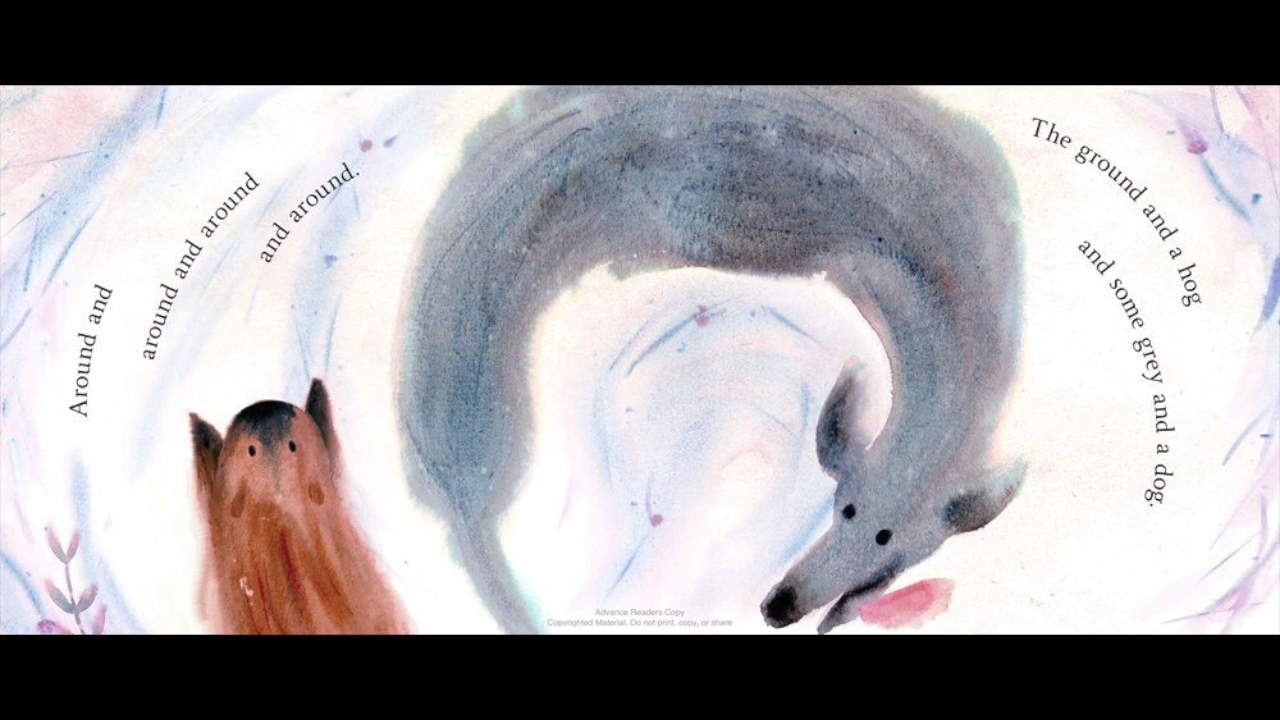 Around and
around and around
and around.
The ground and a hog
and some grey and a dog.
Advance Readers Copy
Copyrighted Material. Do not print, copy, or share